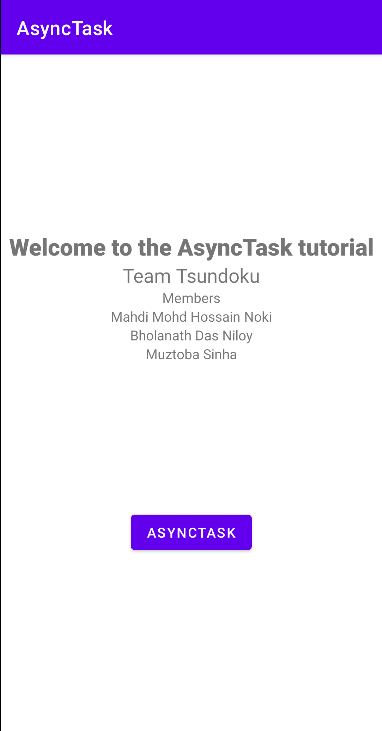 AsyncTask
Welcome to the AsyncTask tutorial
Team Tsundoku
Members
Mahdi Mohd Hossain Noki
Bholanath Das Niloy
Muztoba Sinha
ASYNCTASK